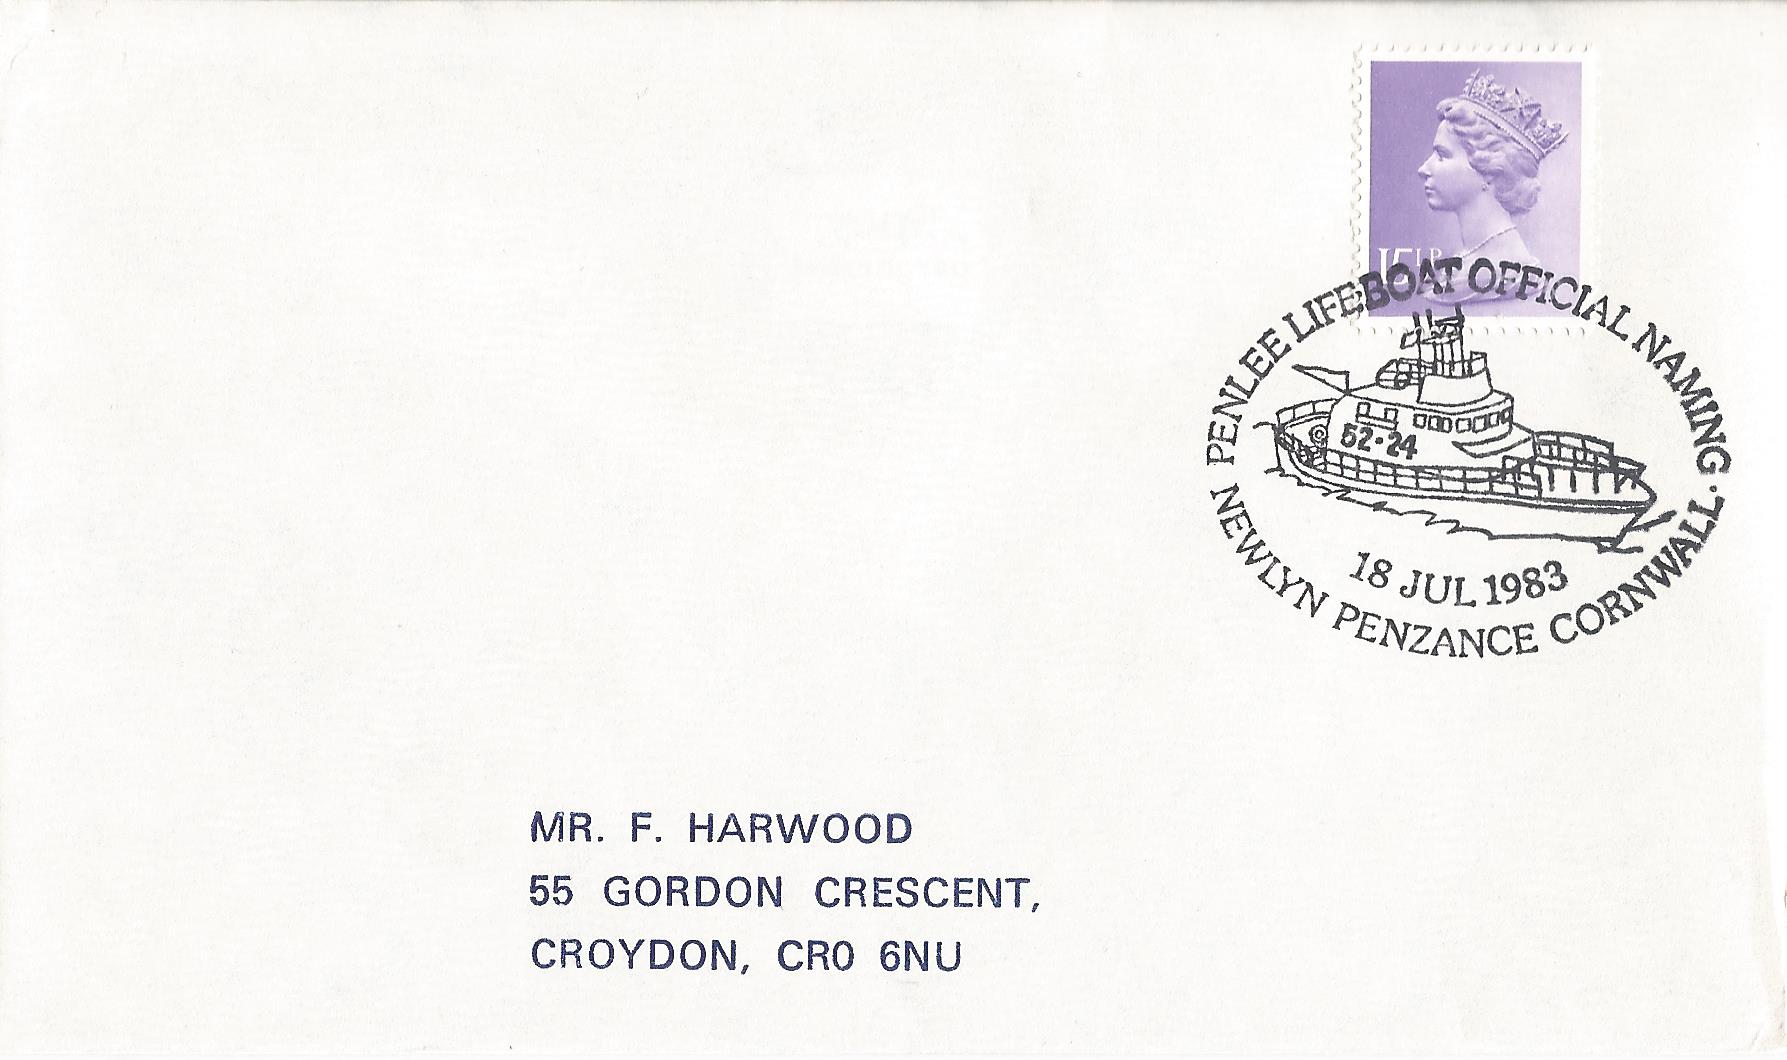 15½P
PENLEE LIFEBOAT OFFICIAL NAMING ·
52-24
18 JUL 1983
NEWLYN PENZANCE CORNWALL
MR. F. HARWOOD
55 GORDON CRESCENT,
CROYDON, CR0 6NU